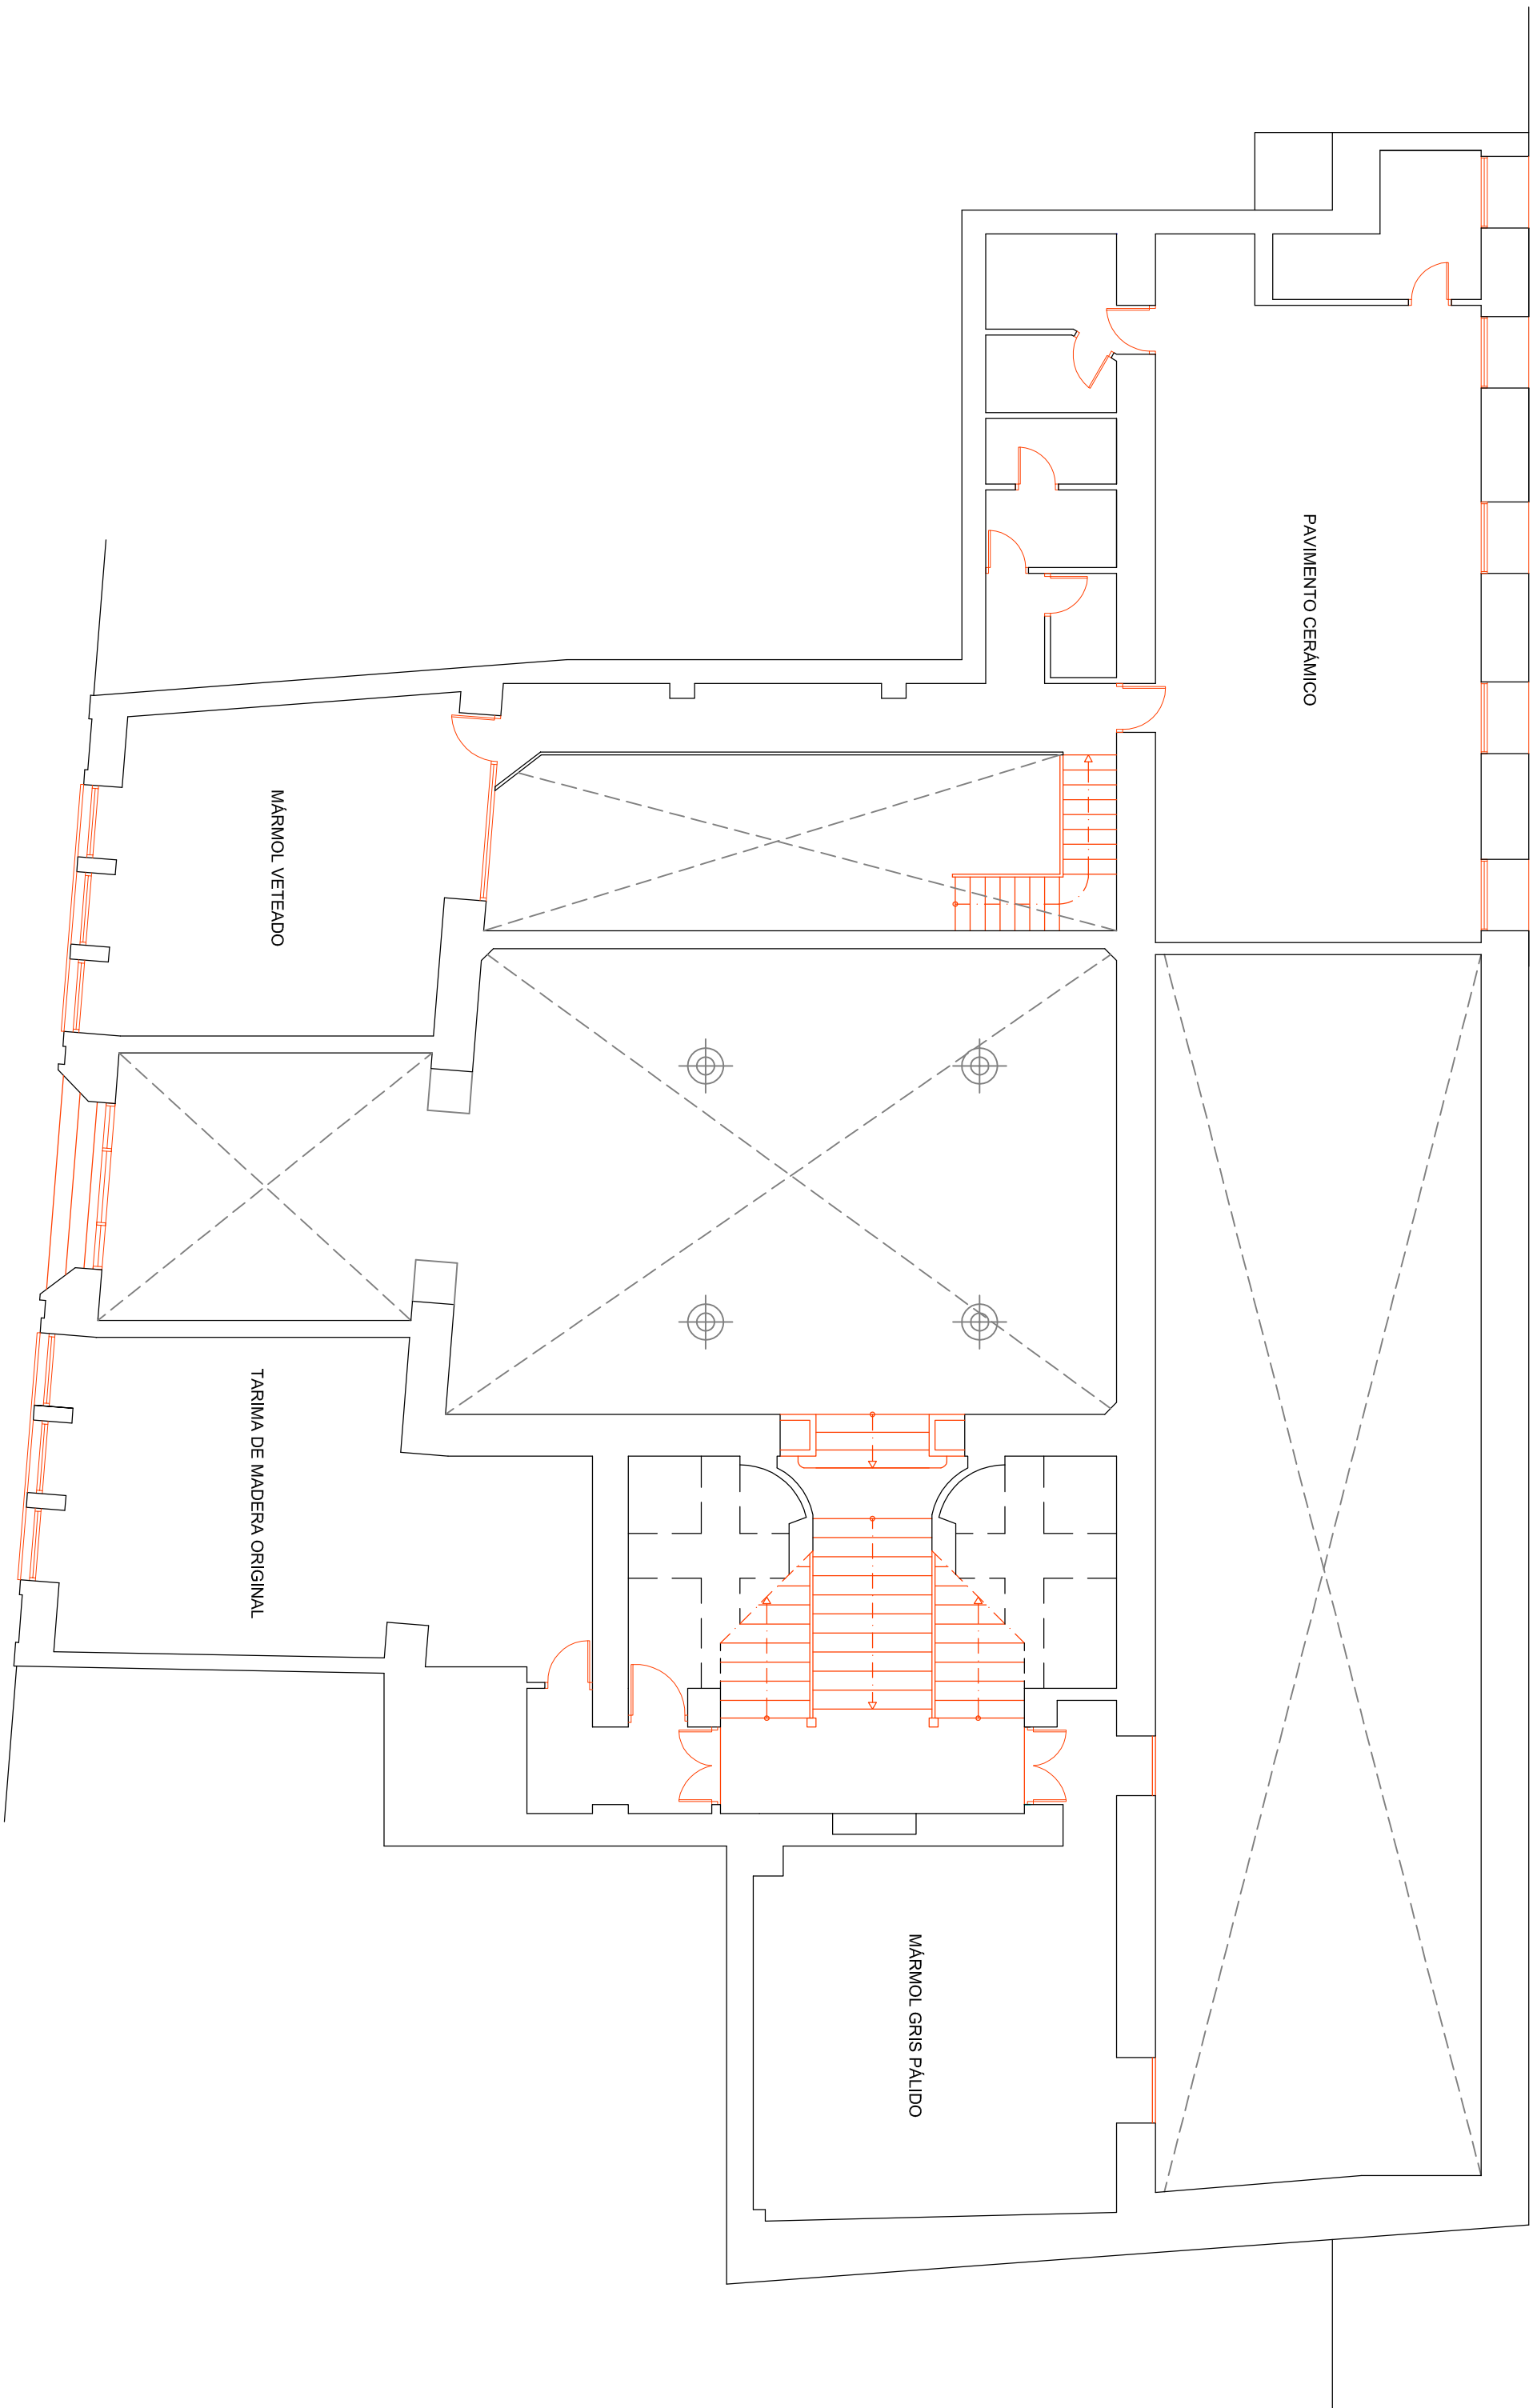 PAVIMENTO CERÁMICO
MÁRMOL VETEADO
TARIMA DE MADERA ORIGINAL
MÁRMOL GRIS PÁLIDO